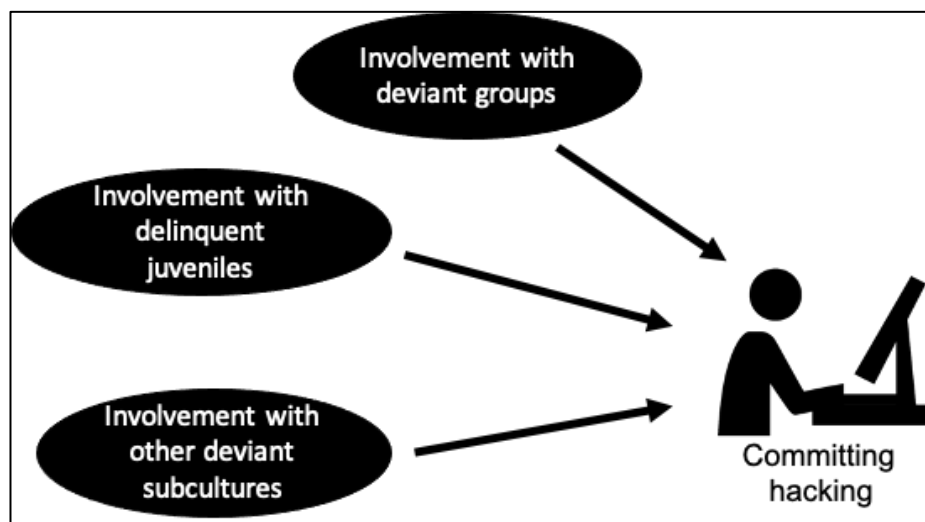 Involvement with
deviant groups
Involvement with
delinquent
juveniles
Involvement with
other deviant
subcultures
Committing
hacking